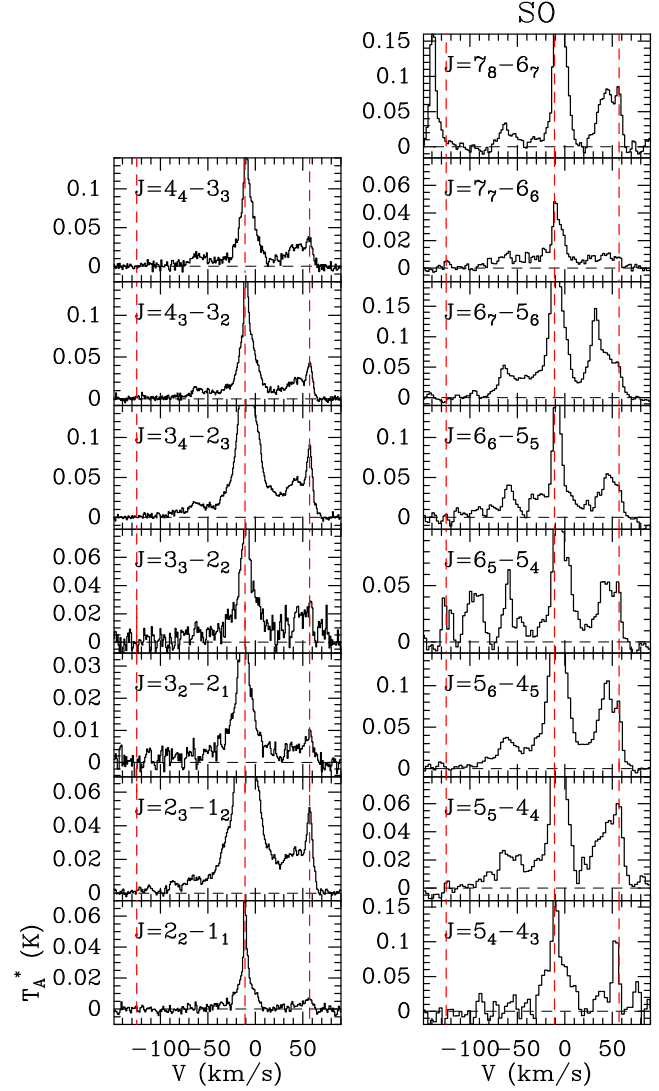 SO
0.15
0.1
0.05
0
J=7₈−6₇
0.1
0.05
0
J=4₄−3₃
0.06
0.04
0.02
0
J=7₇−6₆
0.1
0.05
0
J=4₃−3₂
0.15
0.1
0.05
0
J=6₇−5₆
0.1
0.05
0
J=3₄−2₃
0.1
0.05
0
J=6₆−5₅
0.06
0.04
0.02
0
J=3₃−2₂
0.05
0
J=6₅−5₄
0.03
0.02
0.01
0
J=3₂−2₁
0.1
0.05
0
J=5₆−4₅
0.06
0.04
0.02
0
J=2₃−1₂
0.06
0.04
0.02
0
J=5₅−4₄
0.06
0.04
0.02
0
J=2₂−1₁
0.15
0.1
0.05
0
J=5₄−4₃
T_A* (K)
−100 −50 0 50
−100 −50 0 50
V (km/s)
V (km/s)